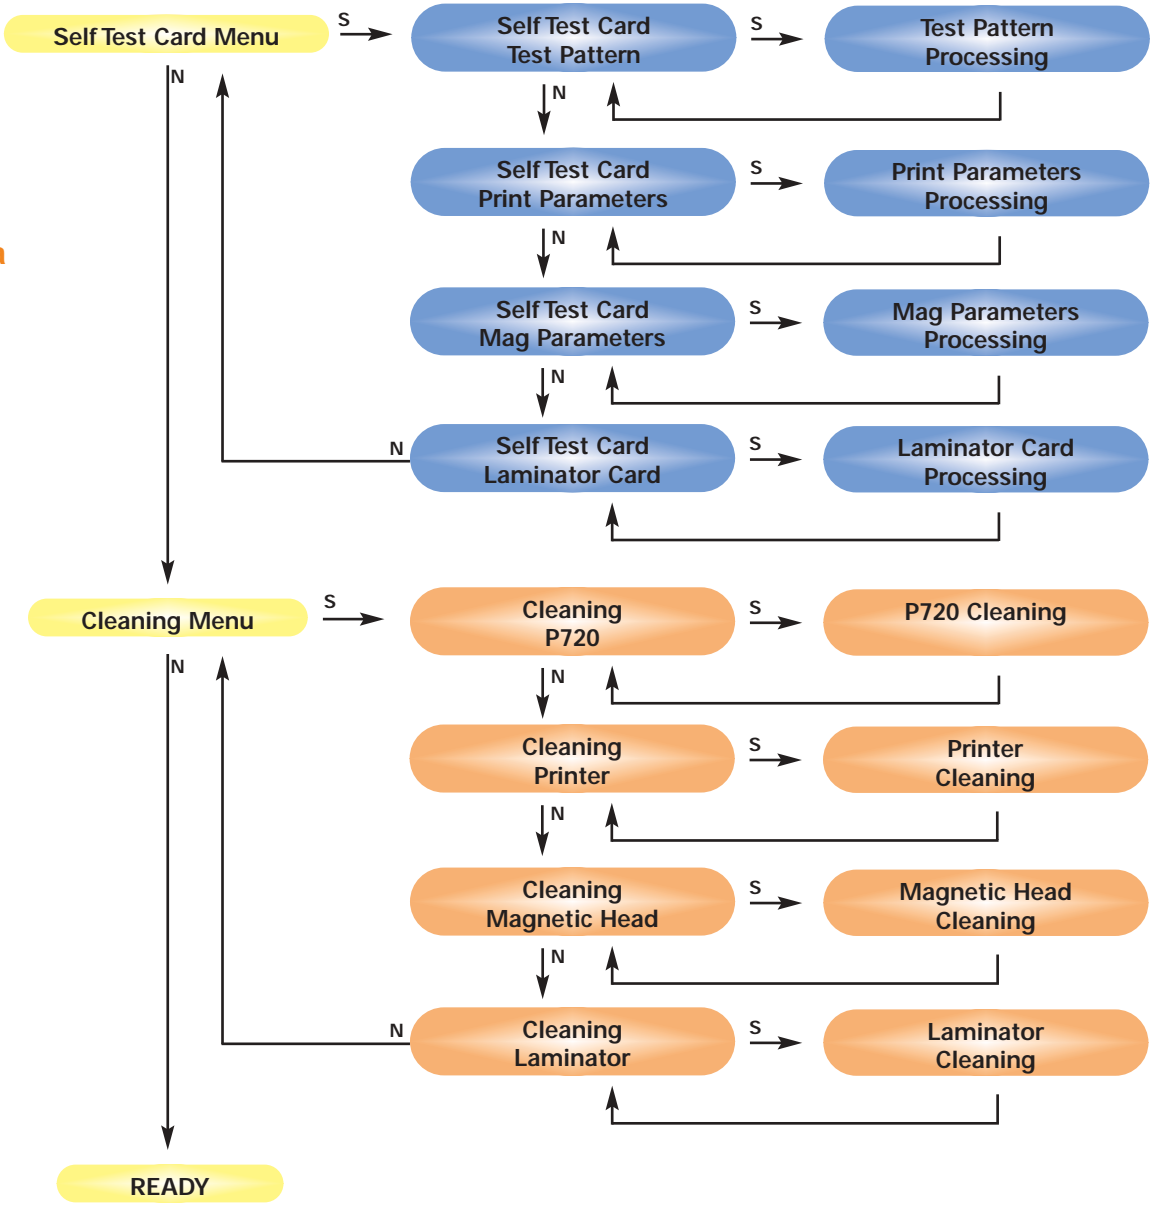 Self Test Card Menu
S
Self Test Card
Test Pattern
S
Test Pattern
Processing
N
N
Self Test Card
Print Parameters
S
Print Parameters
Processing
N
Self Test Card
Mag Parameters
S
Mag Parameters
Processing
N
N
Self Test Card
Laminator Card
S
Laminator Card
Processing
Cleaning Menu
S
Cleaning
P720
S
P720 Cleaning
N
N
Cleaning
Printer
S
Printer
Cleaning
N
Cleaning
Magnetic Head
S
Magnetic Head
Cleaning
N
N
Cleaning
Laminator
S
Laminator
Cleaning
READY